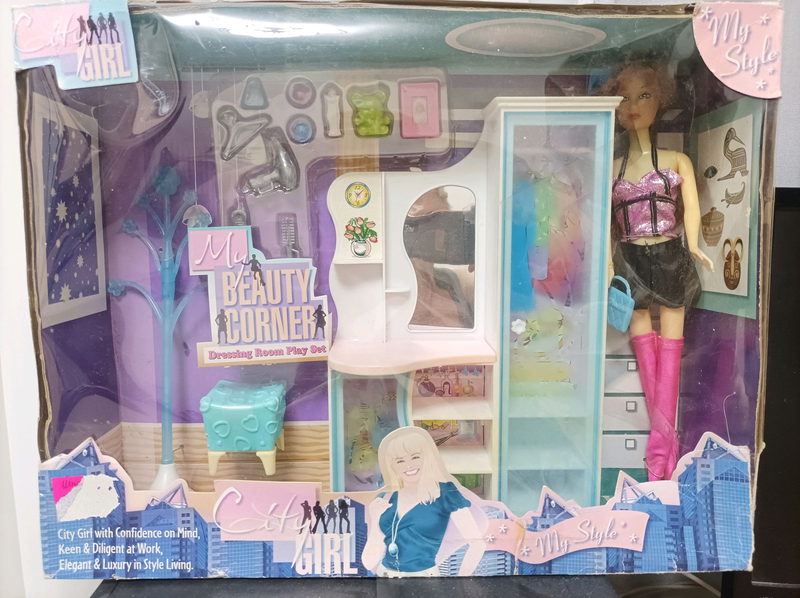 City
GIRL
My
Style
My
BEAUTY
CORNER
Dressing Room Play Set
City
GIRL
My Style
City Girl with Confidence on Mind,
Keen & Diligent at Work,
Elegant & Luxury in Style Living.